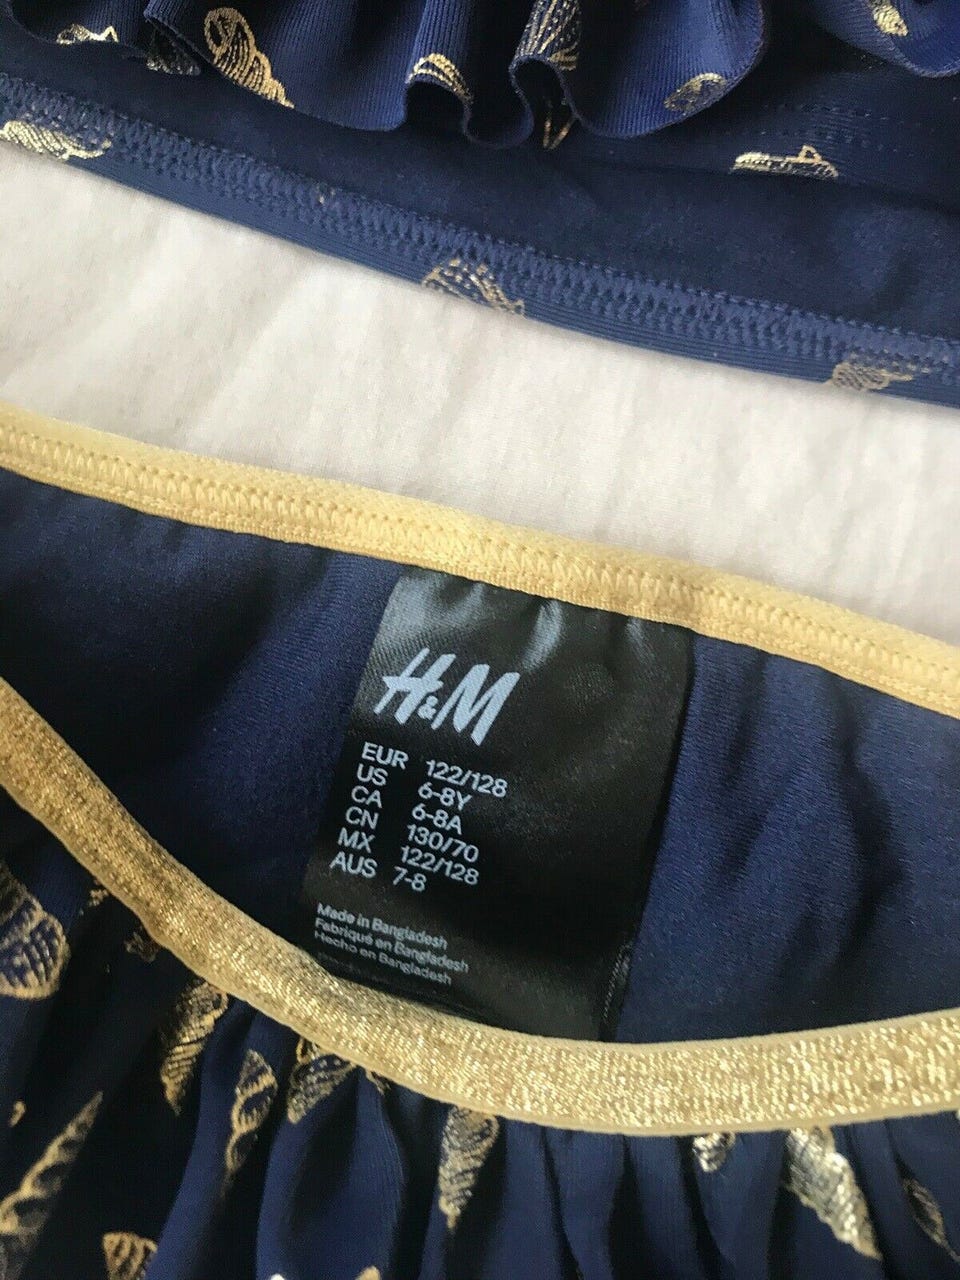 H&M
EUR 122/128
US 6-8Y
CA 6-8A
CN 130/70
MX 122/128
AUS 7-8
Made in Bangladesh
Fabriqué en Bangladesh
Hecho en Bangladesh